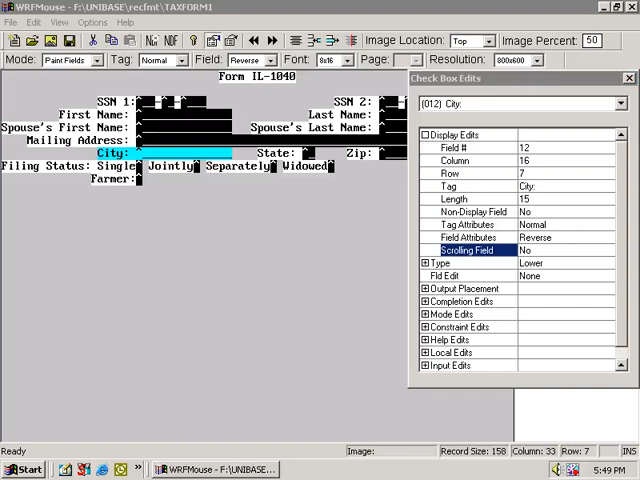 WRFMouse - F:\UNIBASE\recfmt\TAXFORM1
File Edit View Options Help
NEC NMT NDF Image Location: Top Image Percent: 50
Mode: Paint Fields Tag: Normal Field: Reverse Font: 8x16 Page: Resolution: 800x600
Form IL-1040
SSN 1: SSN 2:
First Name: Last Name:
Spouse's First Name: Spouse's Last Name:
Mailing Address:
City: State: Zip:
Filing Status: Single Jointly Separately Widowed
Farmer:
Check Box Edits
(012) City:
Display Edits
Field # 12
Column 16
Row 7
Tag City:
Length 15
Non-Display Field No
Tag Attributes Normal
Field Attributes Reverse
Scrolling Field No
Type Lower
Fld Edit None
Output Placement
Completion Edits
Mode Edits
Constraint Edits
Help Edits
Local Edits
Input Edits
Ready Image: Record Size: 158 Column: 33 Row: 7 INS
Start WRFMouse - F:\UNIBAS... 5:49 PM